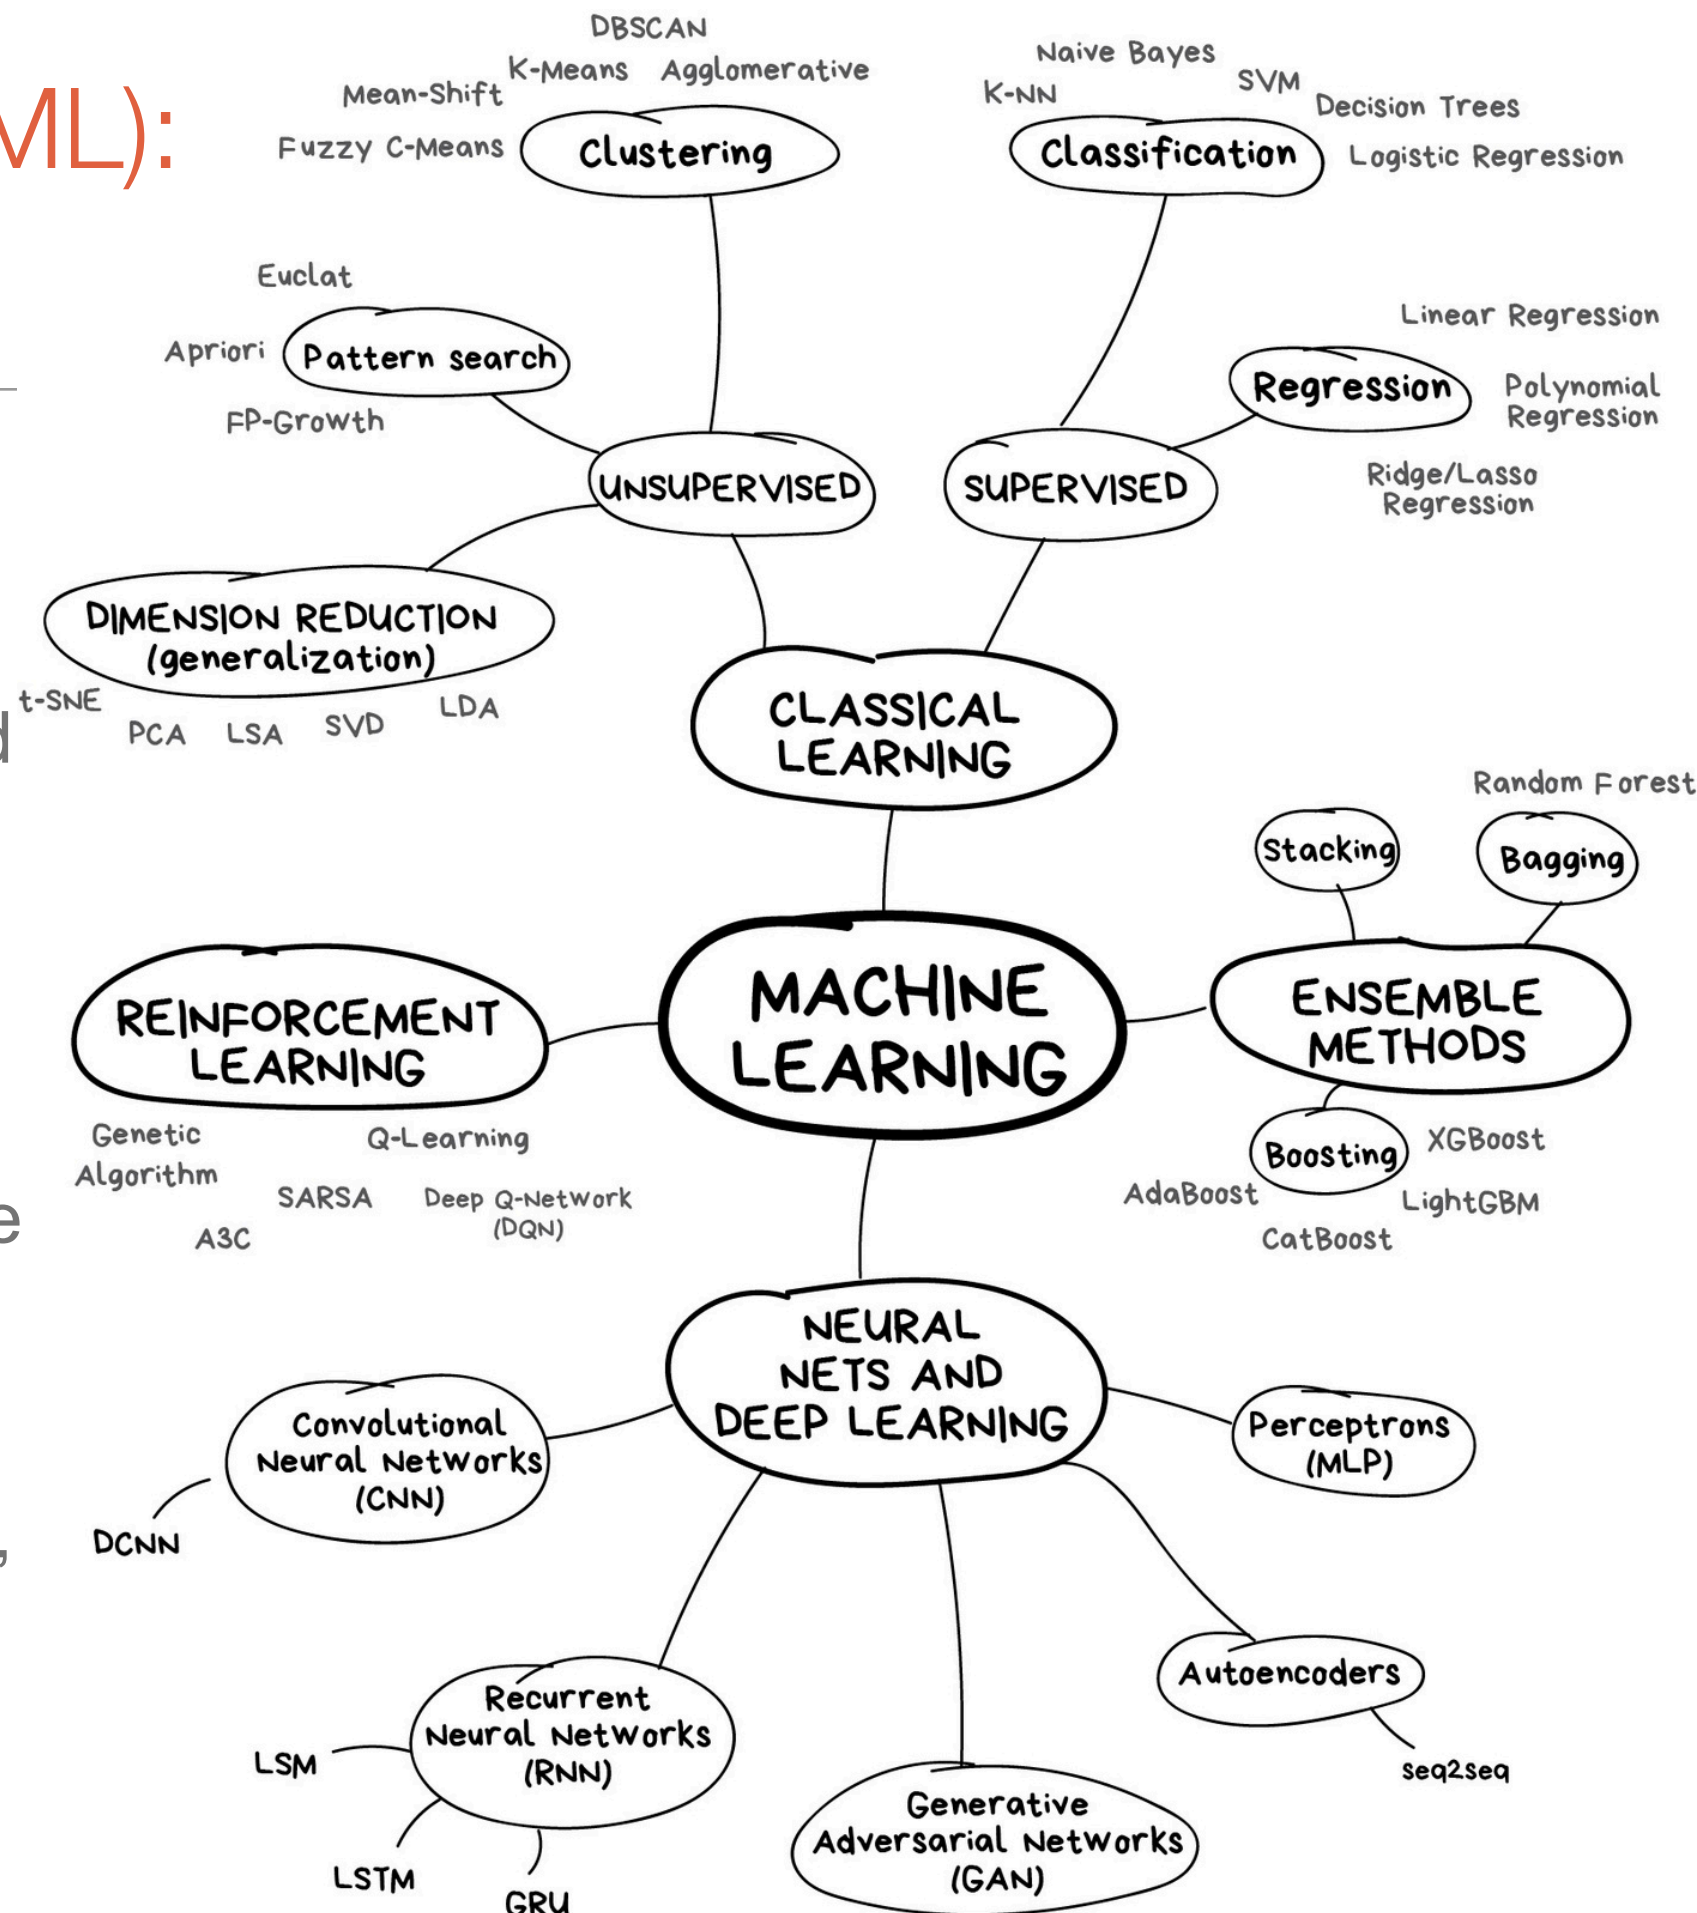 ML):
DBSCAN
K-Means Agglomerative
Mean-Shift
Fuzzy C-Means
Clustering
Naive Bayes
K-NN
SVM
Decision Trees
Classification
Logistic Regression
Euclat
Apriori
Pattern search
FP-Growth
Linear Regression
Regression
Polynomial
Regression
Ridge/Lasso
Regression
UNSUPERVISED
SUPERVISED
DIMENSION REDUCTION
(generalization)
t-SNE
PCA
LSA
SVD
LDA
d
CLASSICAL
LEARNING
Random Forest
Stacking
Bagging
REINFORCEMENT
LEARNING
MACHINE
LEARNING
ENSEMBLE
METHODS
Genetic
Algorithm
Q-Learning
SARSA
Deep Q-Network
(DQN)
A3C
e
Boosting
XGBoost
AdaBoost
LightGBM
CatBoost
NEURAL
NETS AND
DEEP LEARNING
Convolutional
Neural Networks
(CNN)
DCNN
,
Perceptrons
(MLP)
Recurrent
Neural Networks
(RNN)
LSM
LSTM
GRU
Autoencoders
seq2seq
Generative
Adversarial Networks
(GAN)